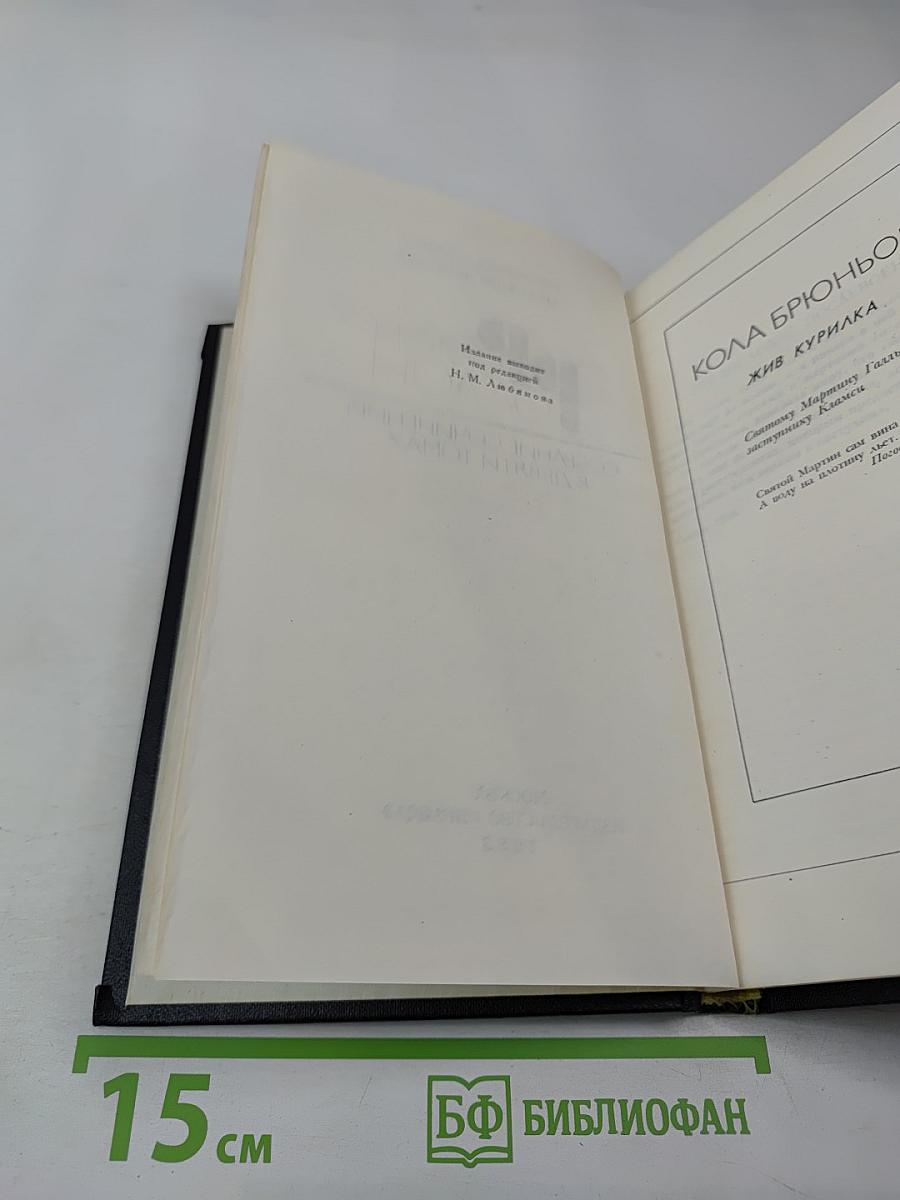 Издание выходит
под редакцией
Н. М. Любимова
КОЛА БРЮНЬО
ЖИВ КУРИЛКА
Святому Мартину Галль
заступнику Кламси
Святой Мартин сам вина
А воду на плотину льет.
Пого
15 см
БФ БИБЛИОФАН